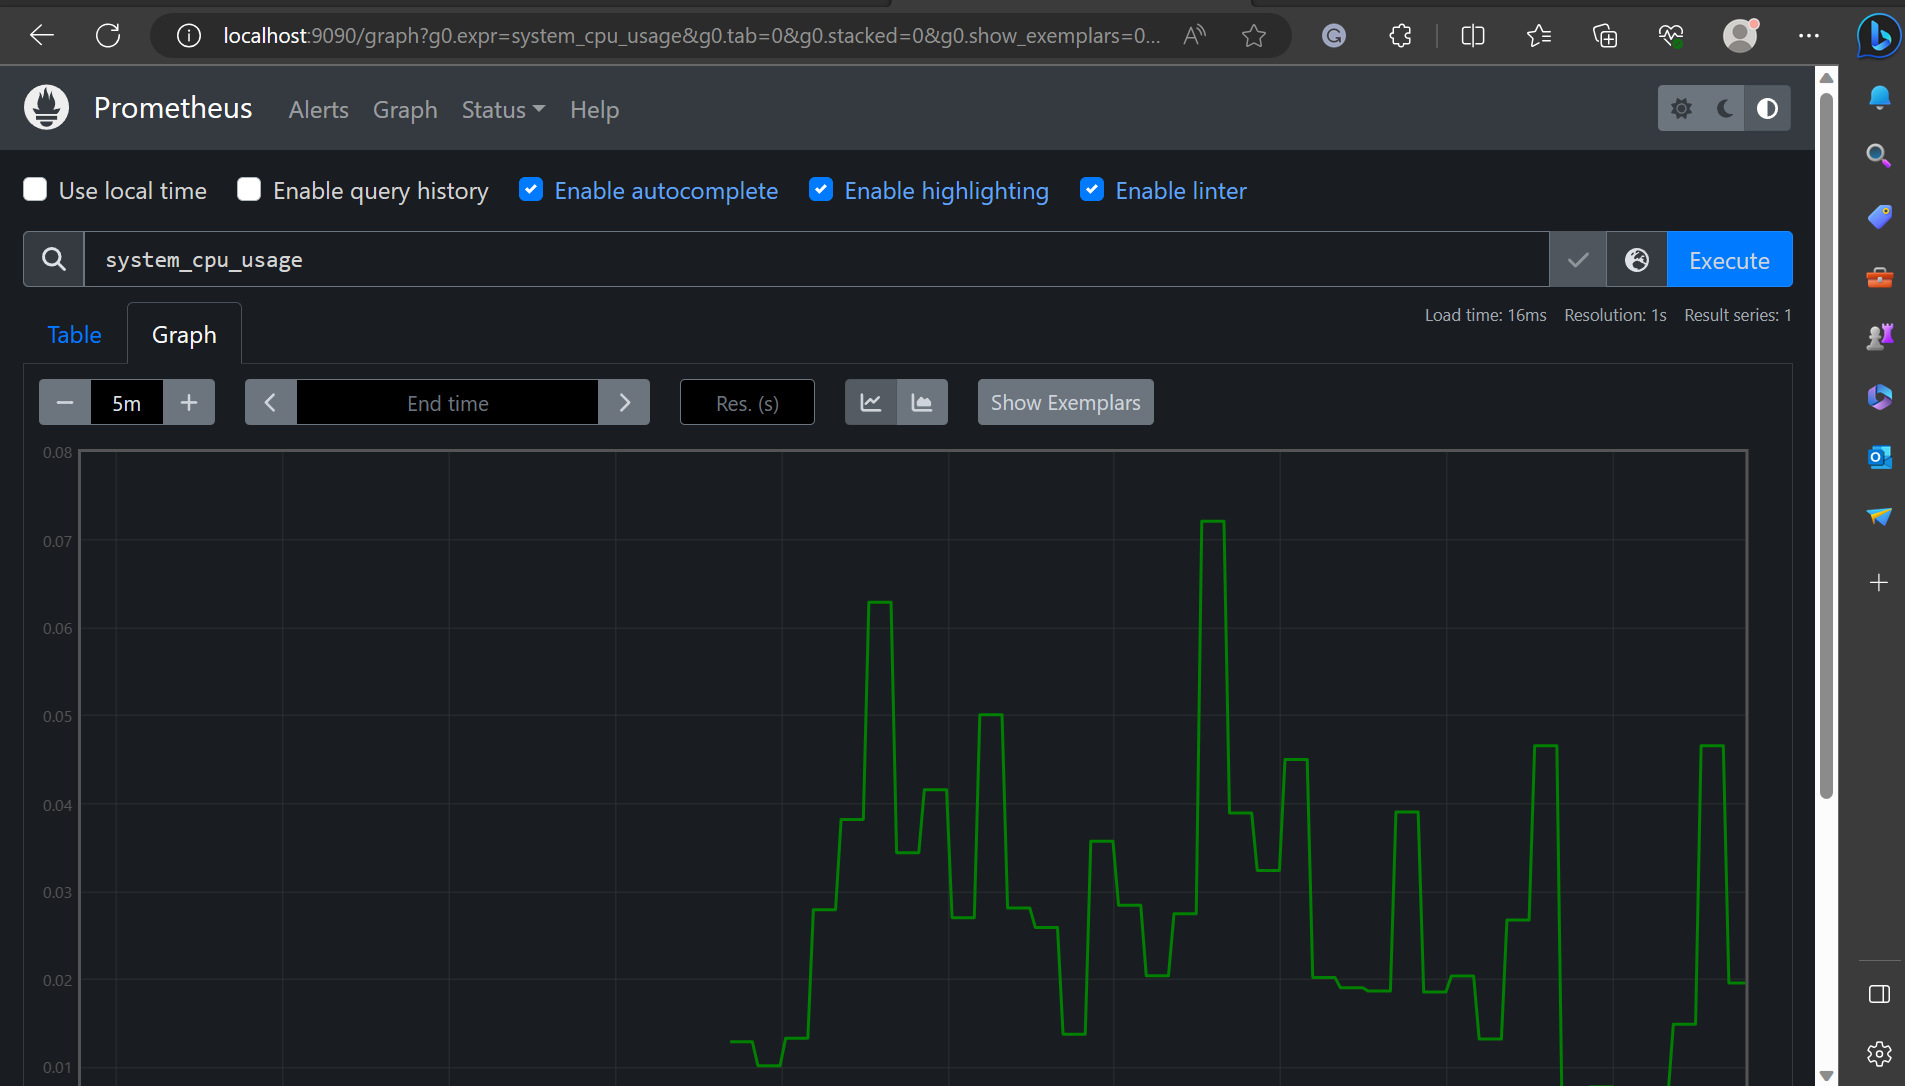 localhost:9090/graph?g0.expr=system_cpu_usage&g0.tab=0&g0.stacked=0&g0.show_exemplars=0...
Prometheus Alerts Graph Status Help
Use local time Enable query history Enable autocomplete Enable highlighting Enable linter
system_cpu_usage Execute
Load time: 16ms Resolution: 1s Result series: 1
Table Graph
5m End time Res. (s) Show Exemplars
0.08
0.07
0.06
0.05
0.04
0.03
0.02
0.01